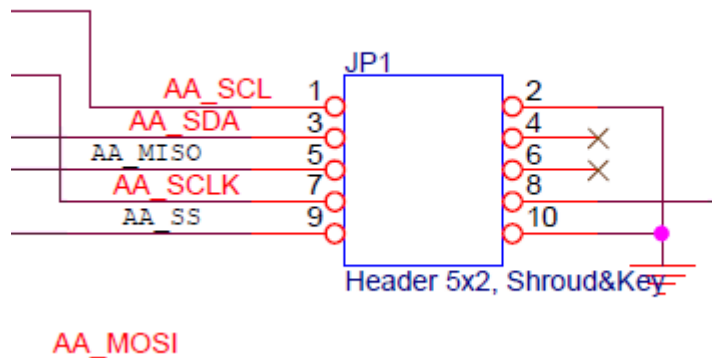 JP1
AA_SCL 1 2
AA_SDA 3 4
AA_MISO 5 6
AA_SCLK 7 8
AA_SS 9 10
Header 5x2, Shroud&Key
AA_MOSI